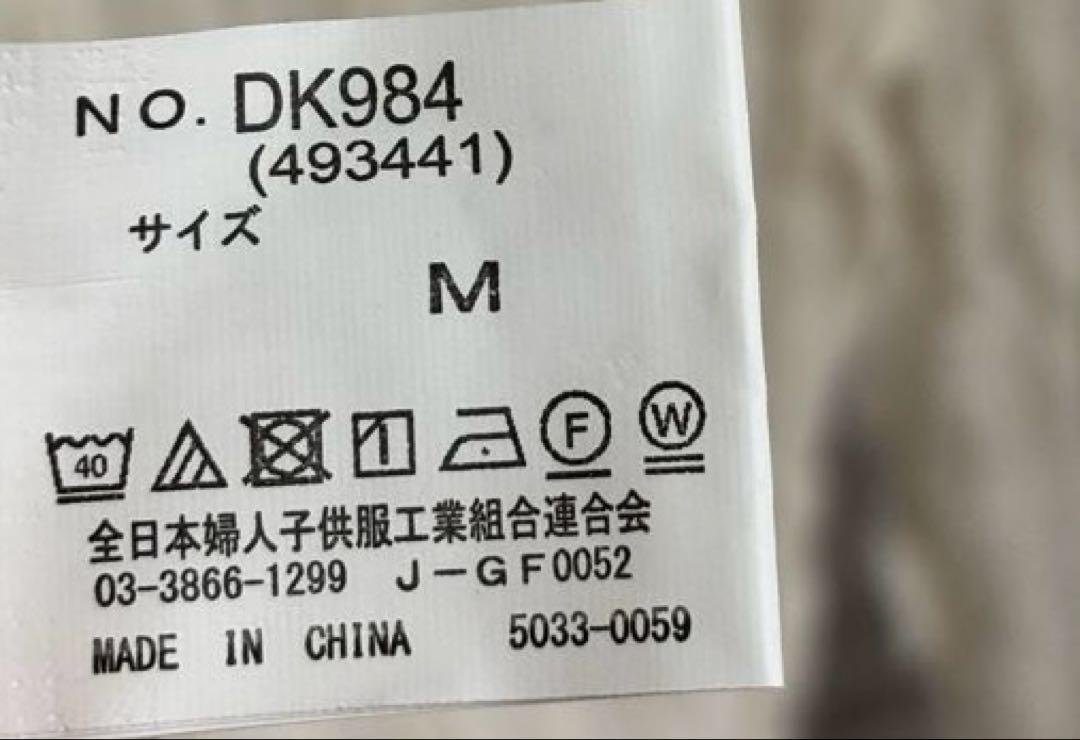 NO. DK984
(493441)
サイズ
M
40 F W
全日本婦人子供服工業組合連合会
03-3866-1299 J-GF0052
MADE IN CHINA 5033-0059